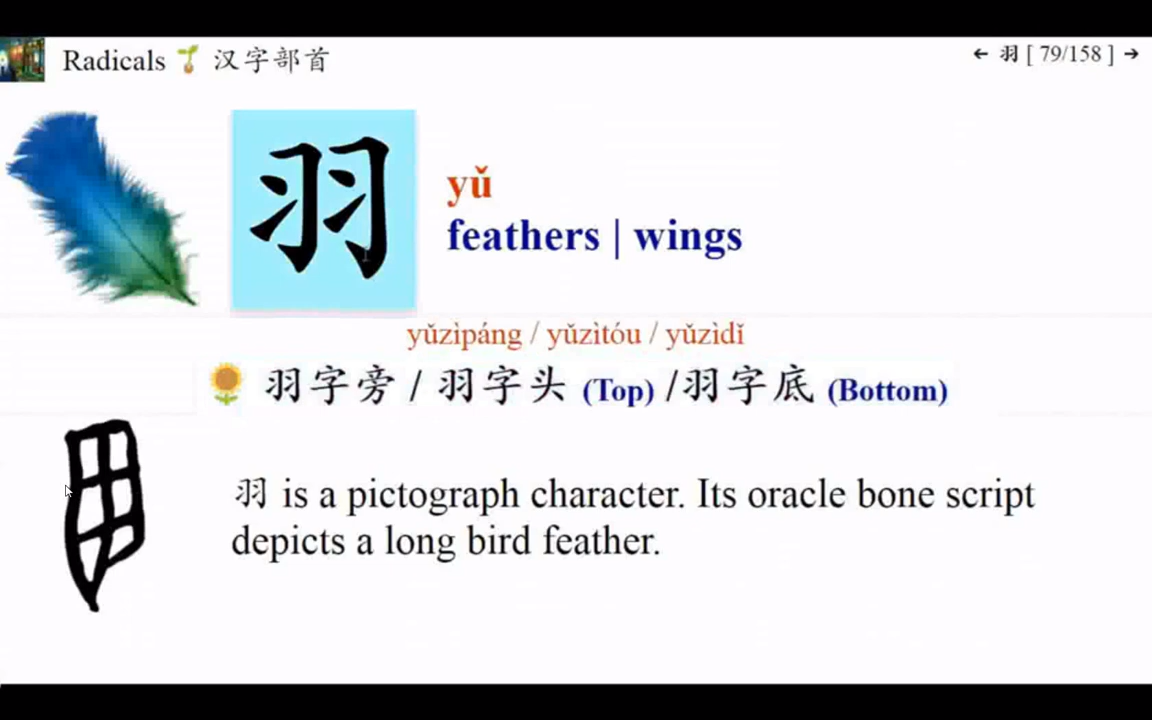 Radicals 汉字部首
← 羽 [ 79/158 ] →
羽
yǔ
feathers | wings
yǔzìpáng / yǔzìtóu / yǔzìdǐ
羽字旁 / 羽字头 (Top) /羽字底 (Bottom)
羽 is a pictograph character. Its oracle bone script
depicts a long bird feather.